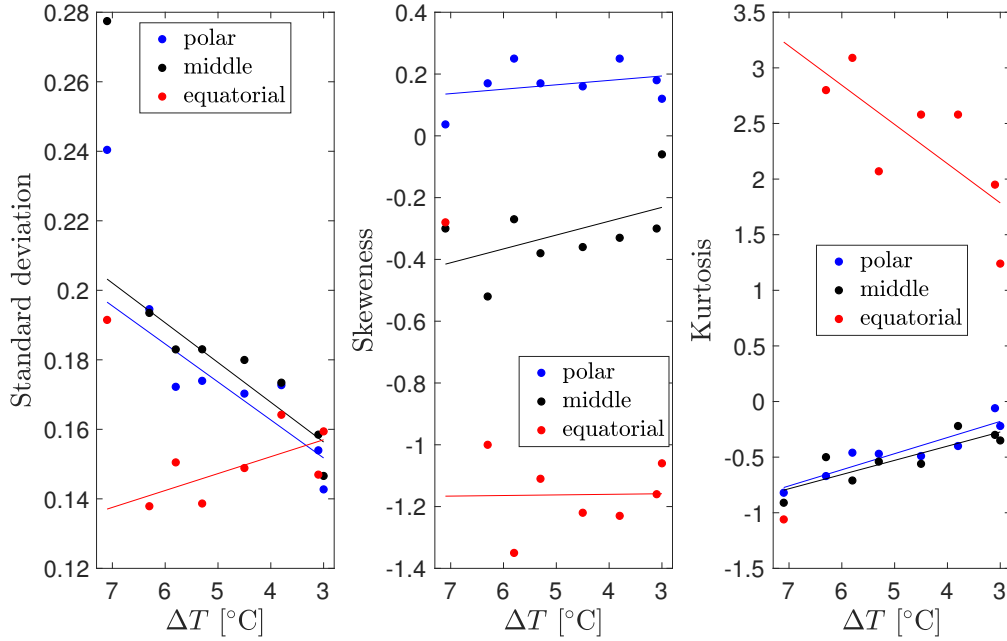 0.28
0.26
0.24
0.22
0.2
0.18
0.16
0.14
0.12
Standard deviation
polar
middle
equatorial
7 6 5 4 3
ΔT [°C]
0.4
0.2
0
-0.2
-0.4
-0.6
-0.8
-1
-1.2
-1.4
Skeweness
polar
middle
equatorial
7 6 5 4 3
ΔT [°C]
3.5
3
2.5
2
1.5
1
0.5
0
-0.5
-1
-1.5
Kurtosis
polar
middle
equatorial
7 6 5 4 3
ΔT [°C]